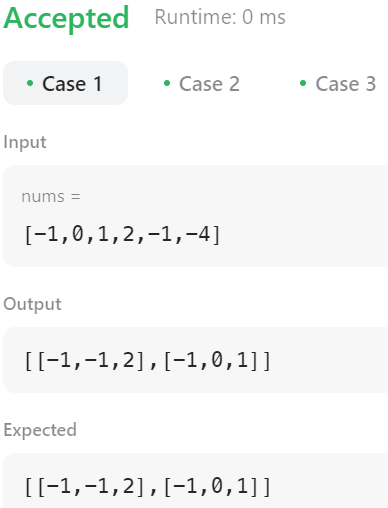 Accepted Runtime: 0 ms
• Case 1 • Case 2 • Case 3
Input
nums =
[-1,0,1,2,-1,-4]
Output
[[-1,-1,2],[-1,0,1]]
Expected
[[-1,-1,2],[-1,0,1]]